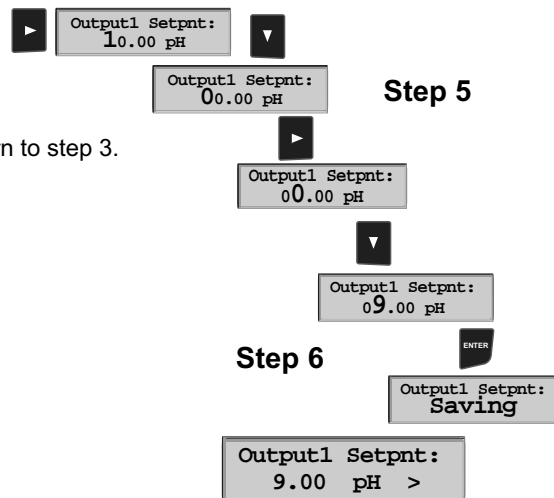 Output1 Setpnt:
10.00 pH
Output1 Setpnt:
00.00 pH
Step 5
n to step 3.
Output1 Setpnt:
00.00 pH
Output1 Setpnt:
09.00 pH
ENTER
Step 6
Output1 Setpnt:
Saving
Output1 Setpnt:
9.00 pH >